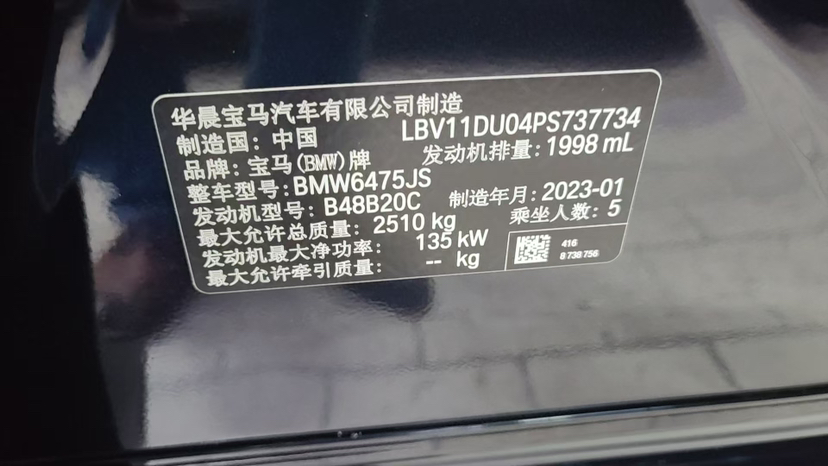 华晨宝马汽车有限公司制造
制造国：中国 LBV11DU04PS737734
品牌：宝马(BMW)牌 发动机排量：1998 mL
整车型号：BMW6475JS
发动机型号：B48B20C 制造年月：2023-01
最大允许总质量：2510 kg 乘坐人数：5
发动机最大净功率：135 kW
最大允许牵引质量：-- kg
416
8 738 756